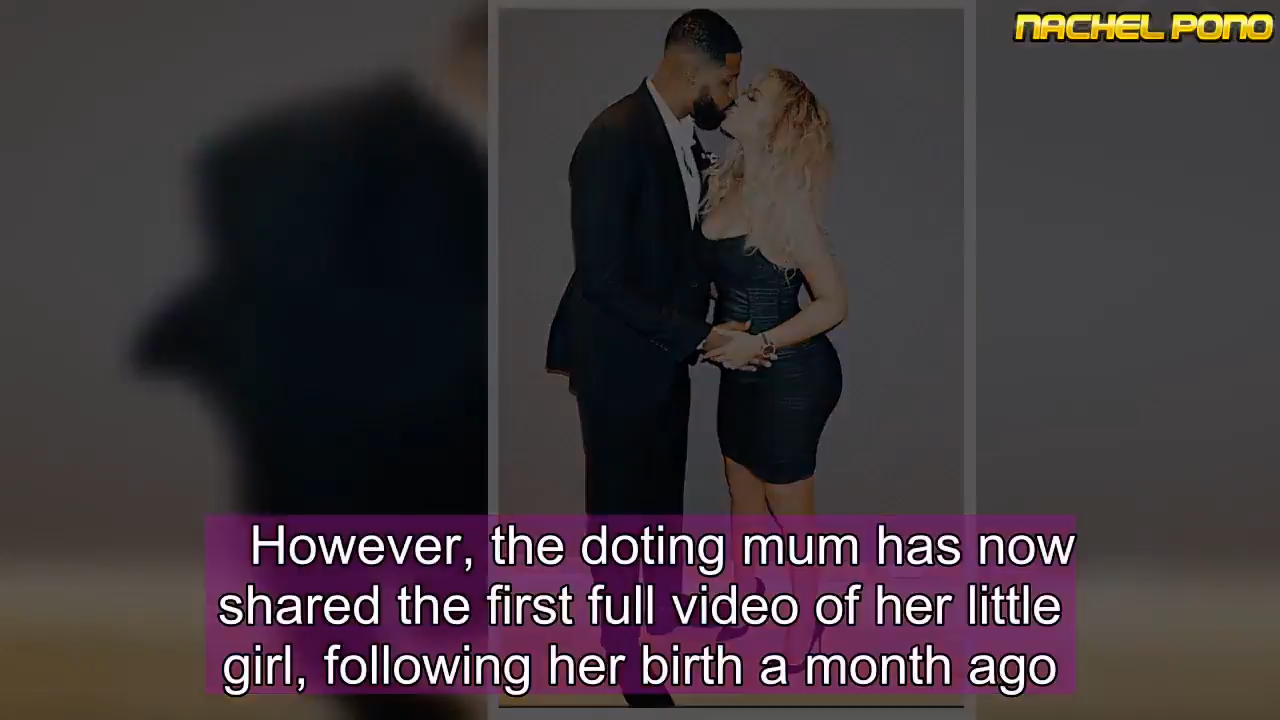 NACHEL PONO
However, the doting mum has now
shared the first full video of her little
girl, following her birth a month ago